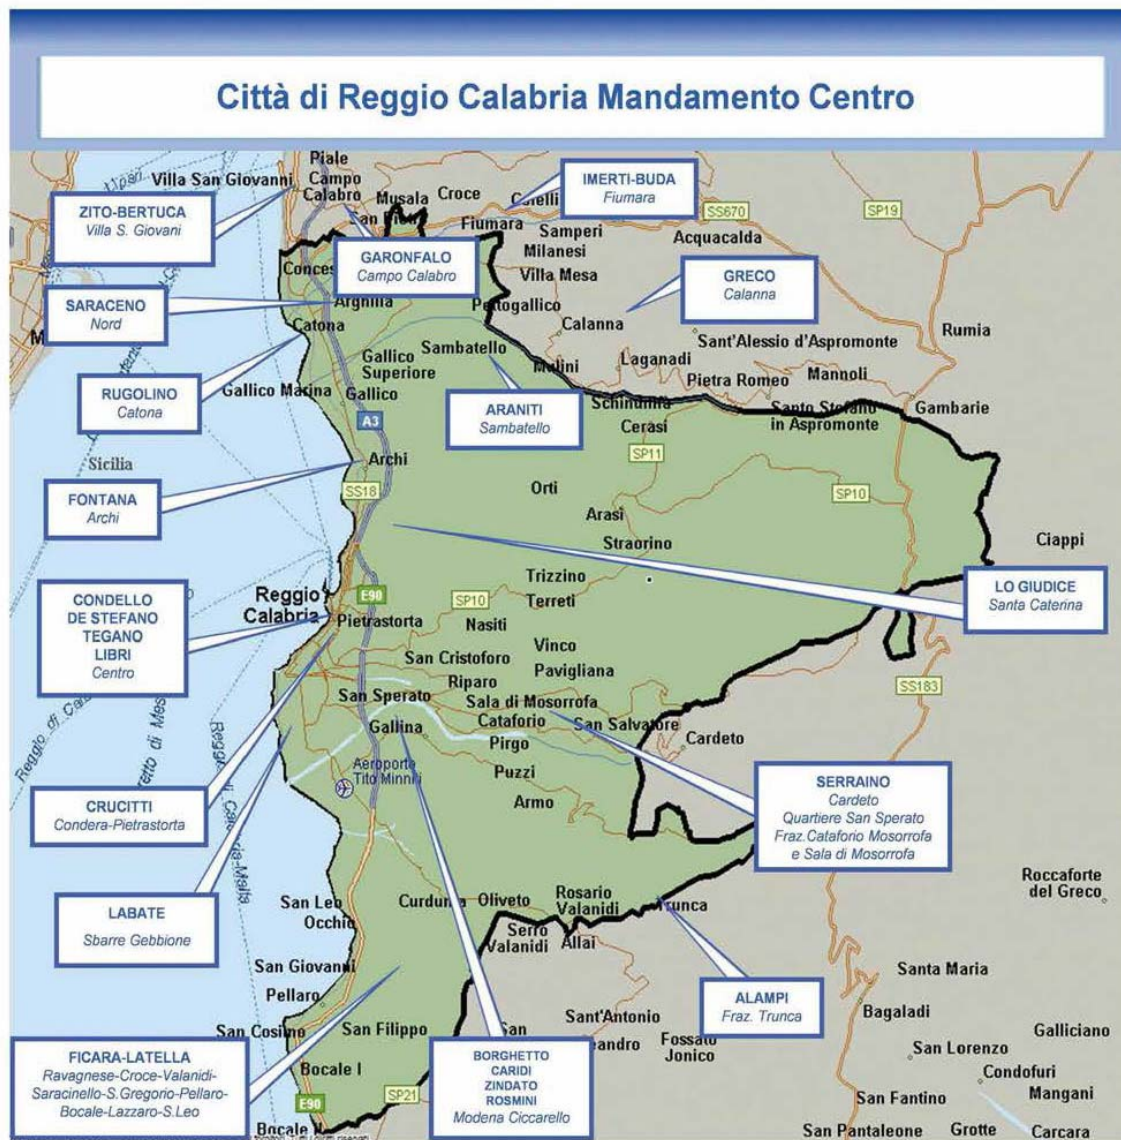 Città di Reggio Calabria Mandamento Centro
Piale
Villa San Giovanni
Campo
Calabro
Musala
Croce
IMERTI-BUDA
Fiumara
ZITO-BERTUCA
Villa S. Giovani
SS670
SP19
Fiumara
Samperi
Acquacalda
GARONFALO
Campo Calabro
Milanesi
Villa Mesa
GRECO
Calanna
SARACENO
Nord
Arghilla
Catona
Calanna
Rumia
Sant'Alessio d'Aspromonte
Sambatello
Gallico
Superiore
Laganadi
Mannoli
Pietra Romeo
RUGOLINO
Catona
Gallico Marina
Gallico
ARANITI
Sambatello
Cerasi
Santo Stefano
in Aspromonte
Gambarie
A3
Sicilia
Archi
SP11
FONTANA
Archi
SS18
Orti
SP10
Arasi
Straorino
Ciappi
LO GIUDICE
Santa Caterina
Trizzino
Terreti
Reggio
Calabria
E90
SP10
CONDELLO
DE STEFANO
TEGANO
LIBRI
Centro
Pietrastorta
Nasiti
Vinco
Pavigliana
San Cristoforo
Riparo
San Sperato
Sala di Mosorrofa
SS183
Cataforio
San Salvatore
Gallina
Pirgo
Cardeto
Aeroporto
Tito Minniti
Puzzi
Armo
CRUCITTI
Condera-Pietrastorta
SERRAINO
Cardeto
Quartiere San Sperato
Fraz.Cataforio Mosorrofa
e Sala di Mosorrofa
Reggio di Calabria-Malta
LABATE
Sbarre Gebbione
San Leo
Occhio
Oliveto
Rosario
Valanidi
Trunca
Roccaforte
del Greco
Serro
Valanidi
Allai
San Giovanni
Pellaro
Santa Maria
ALAMPI
Fraz. Trunca
Bagaladi
San Cosimo
San Filippo
San
Sant'Antonio
Fossato
Jonico
Galliciano
San Lorenzo
FICARA-LATELLA
Ravagnese-Croce-Valanidi-
Saracinello-S.Gregorio-Pellaro-
Bocale-Lazzaro-S.Leo
Bocale I
BORGHETTO
CARIDI
ZINDATO
ROSMINI
Modena Ciccarello
Condofuri
Mangani
San Fantino
SP21
E90
Bocale II
San Pantaleone
Grotte
Carcara